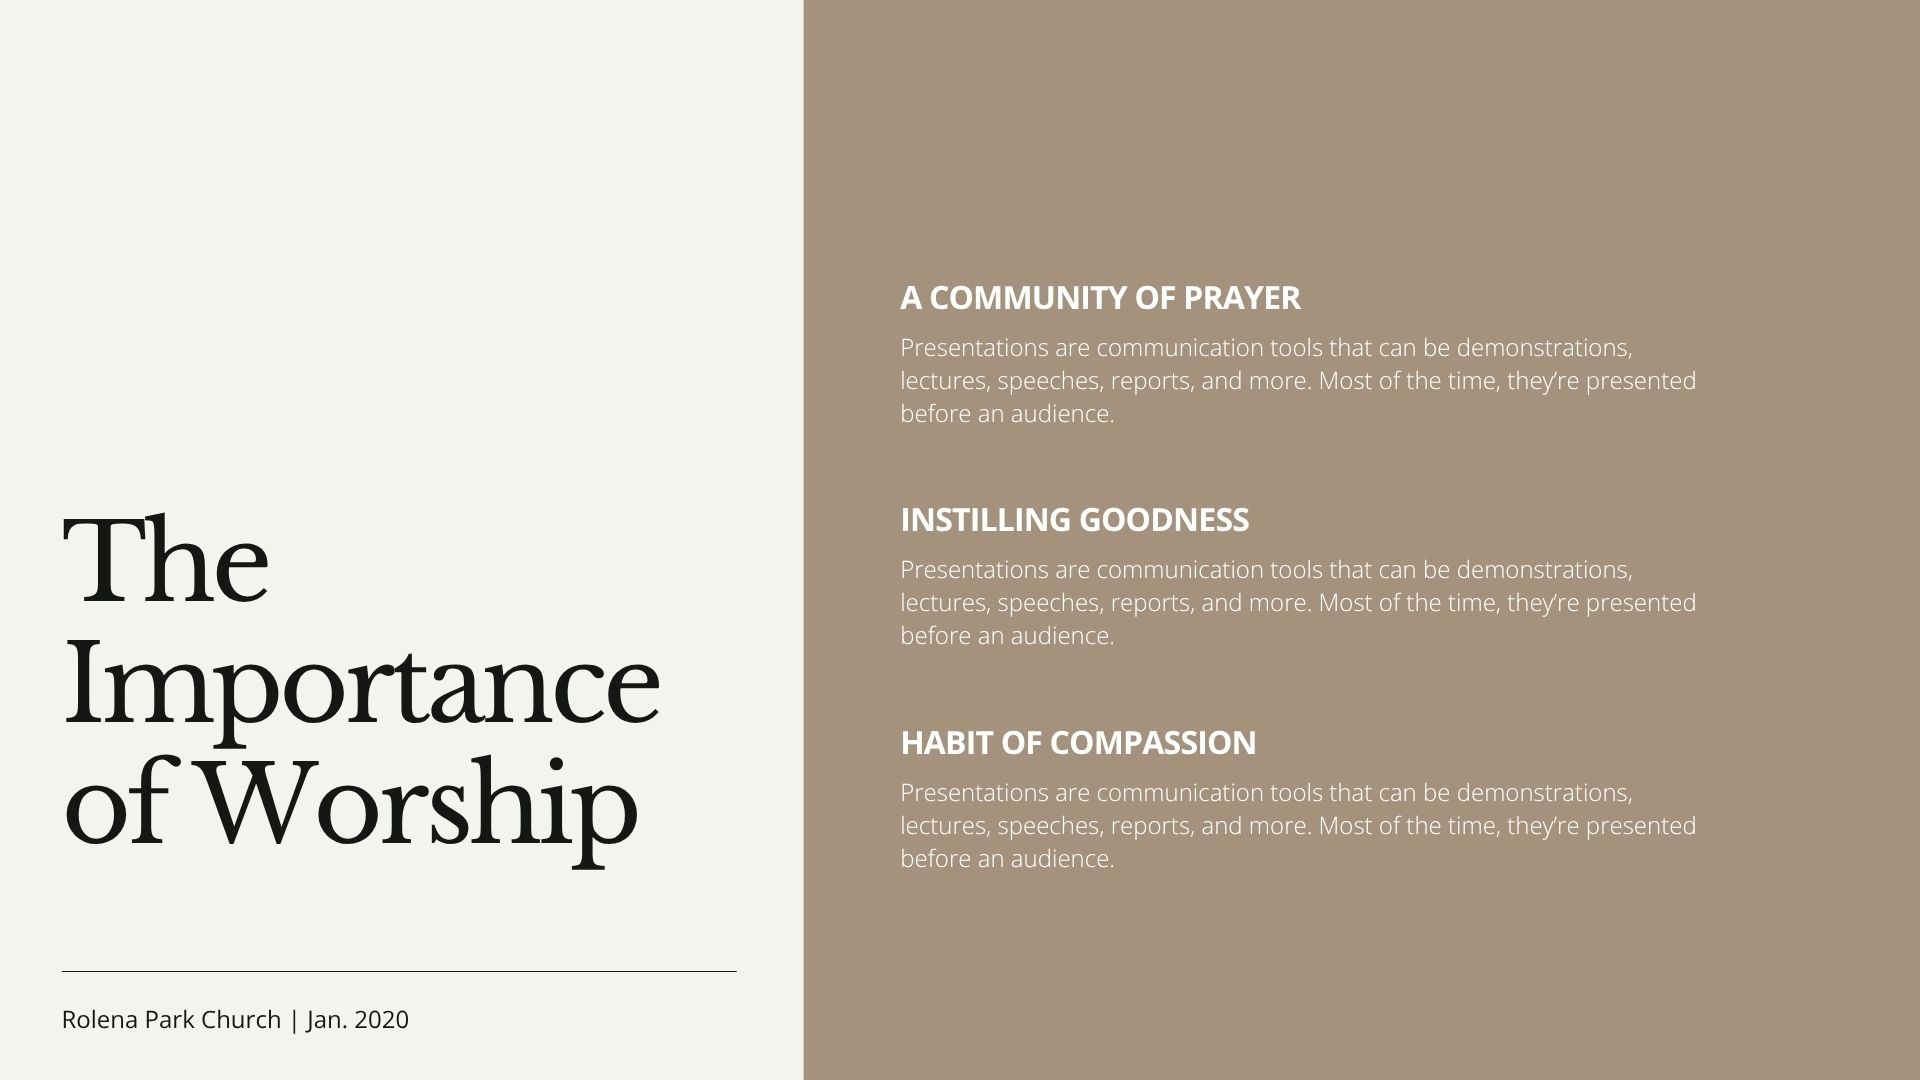 The
Importance
of Worship
Rolena Park Church | Jan. 2020
A COMMUNITY OF PRAYER
Presentations are communication tools that can be demonstrations,
lectures, speeches, reports, and more. Most of the time, they’re presented
before an audience.
INSTILLING GOODNESS
Presentations are communication tools that can be demonstrations,
lectures, speeches, reports, and more. Most of the time, they’re presented
before an audience.
HABIT OF COMPASSION
Presentations are communication tools that can be demonstrations,
lectures, speeches, reports, and more. Most of the time, they’re presented
before an audience.